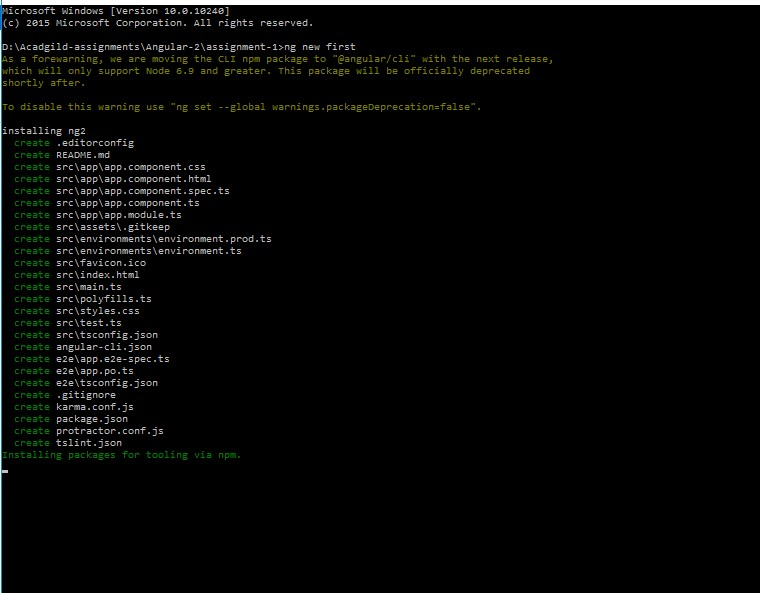 Microsoft Windows [Version 10.0.10240]
(c) 2015 Microsoft Corporation. All rights reserved.
D:\Acadgild-assignments\Angular-2\assignment-1>ng new first
As a forewarning, we are moving the CLI npm package to "@angular/cli" with the next release,
which will only support Node 6.9 and greater. This package will be officially deprecated
shortly after.
To disable this warning use "ng set --global warnings.packageDeprecation=false".
installing ng2
create .editorconfig
create README.md
create src\app\app.component.css
create src\app\app.component.html
create src\app\app.component.spec.ts
create src\app\app.component.ts
create src\app\app.module.ts
create src\assets\.gitkeep
create src\environments\environment.prod.ts
create src\environments\environment.ts
create src\favicon.ico
create src\index.html
create src\main.ts
create src\polyfills.ts
create src\styles.css
create src\test.ts
create src\tsconfig.json
create angular-cli.json
create e2e\app.e2e-spec.ts
create e2e\app.po.ts
create e2e\tsconfig.json
create .gitignore
create karma.conf.js
create package.json
create protractor.conf.js
create tslint.json
Installing packages for tooling via npm.